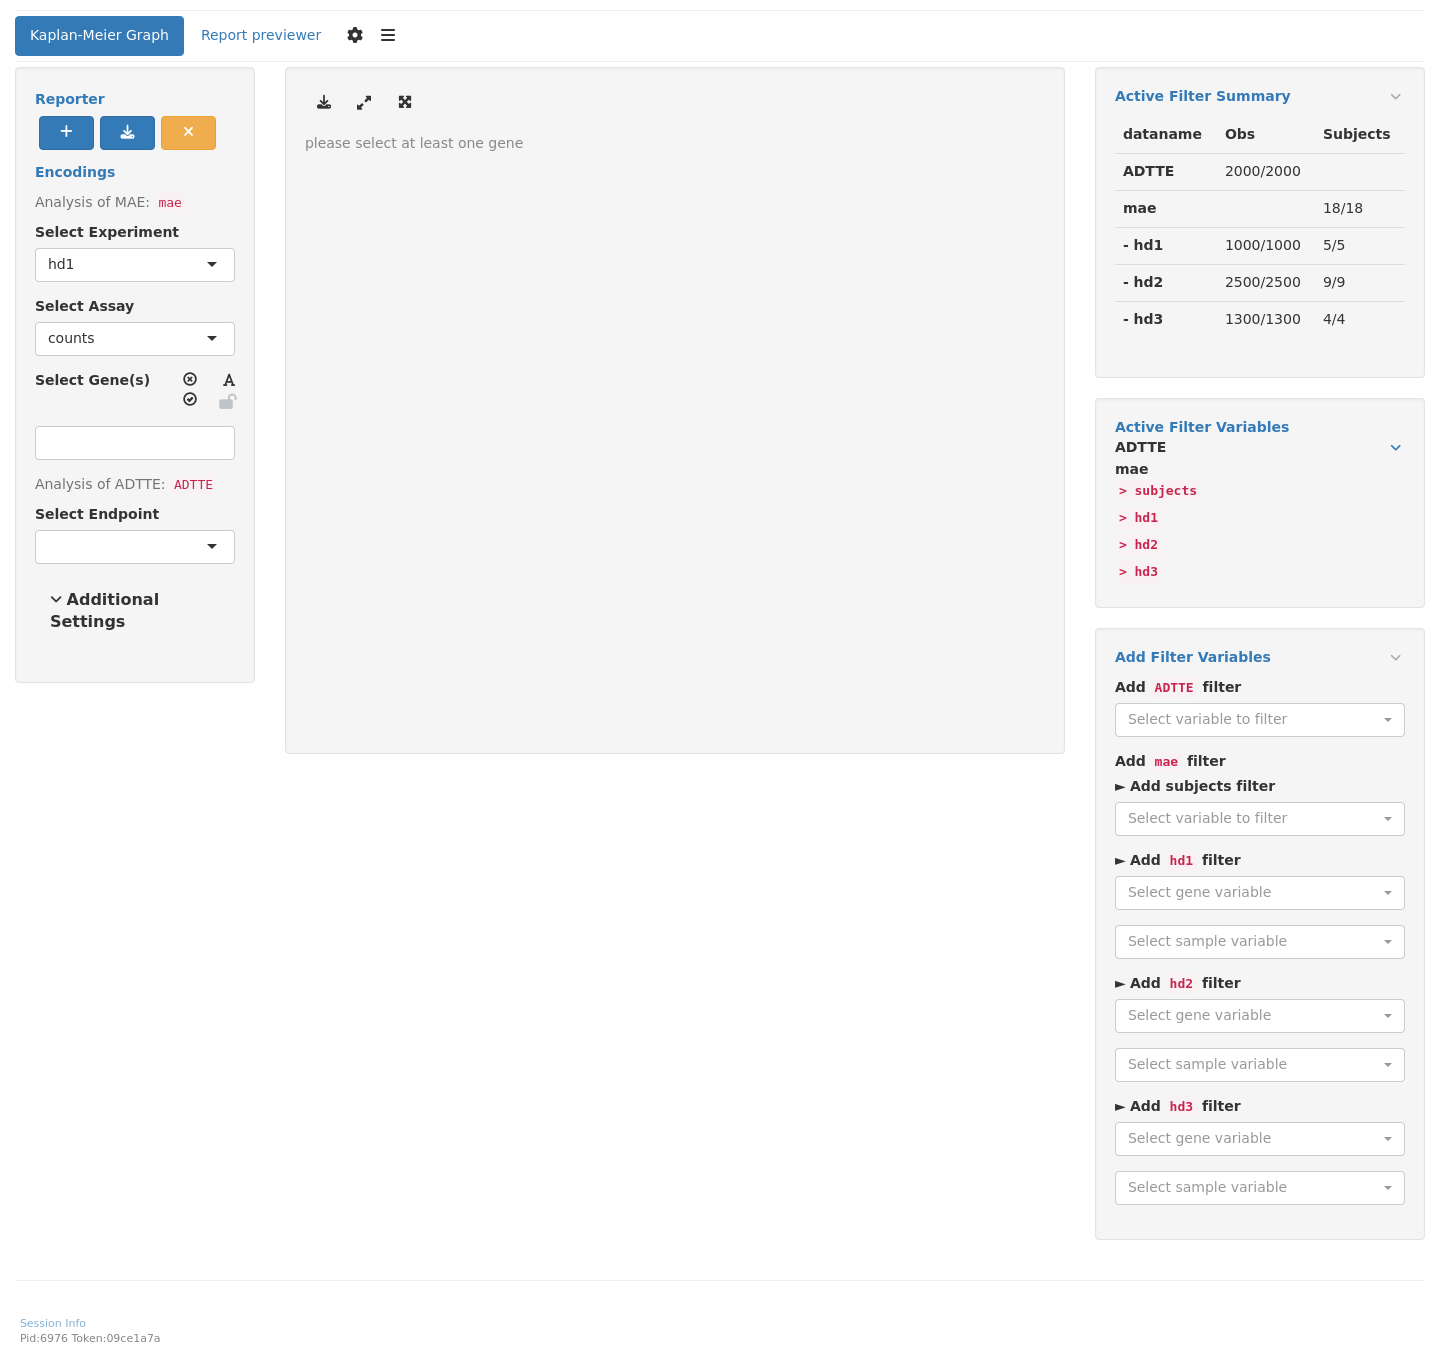 Kaplan-Meier Graph Report previewer
Reporter
Encodings
Analysis of MAE: mae
Select Experiment
hd1
Select Assay
counts
Select Gene(s)
Analysis of ADTTE: ADTTE
Select Endpoint
Additional
Settings
please select at least one gene
Active Filter Summary
dataname Obs Subjects
ADTTE 2000/2000
mae 18/18
- hd1 1000/1000 5/5
- hd2 2500/2500 9/9
- hd3 1300/1300 4/4
Active Filter Variables
ADTTE
mae
> subjects
> hd1
> hd2
> hd3
Add Filter Variables
Add ADTTE filter
Select variable to filter
Add mae filter
► Add subjects filter
Select variable to filter
► Add hd1 filter
Select gene variable
Select sample variable
► Add hd2 filter
Select gene variable
Select sample variable
► Add hd3 filter
Select gene variable
Select sample variable
Session Info
Pid:6976 Token:09ce1a7a